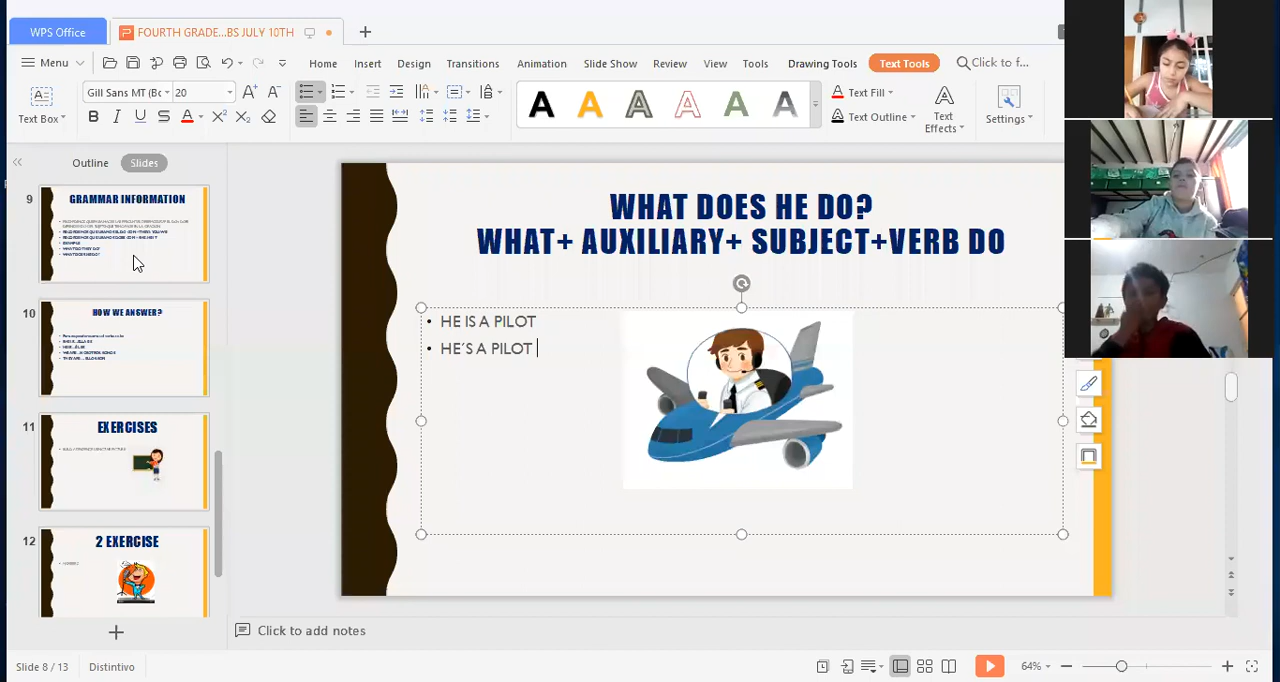 WPS Office
FOURTH GRADE...BS JULY 10TH
Menu
Home Insert Design Transitions Animation Slide Show Review View Tools Drawing Tools Text Tools Click to f...
Text Box
Gill Sans MT (Bc 20
B I U S A X² X₂
A A A A A A
Text Fill
Text Outline
Text Effects
Settings
Outline Slides
9
GRAMMAR INFORMATION
10
HOW WE ANSWER?
11
EXERCISES
12
2 EXERCISE
WHAT DOES HE DO?
WHAT+ AUXILIARY+ SUBJECT+VERB DO
• HE IS A PILOT
• HE´S A PILOT
Click to add notes
Slide 8 / 13 Distintivo 64%